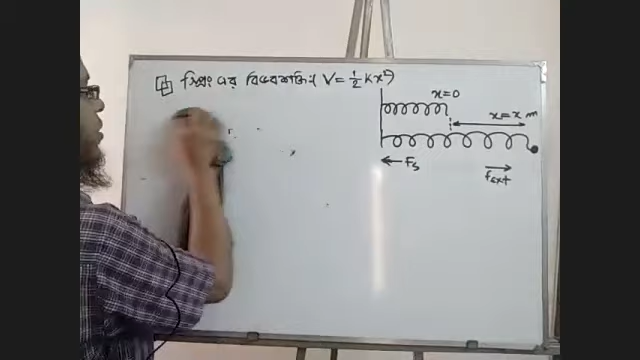 স্প্রিং এর বিভবশক্তি ( V = ½ Kx² )
x=0
x=x m
Fs
fext